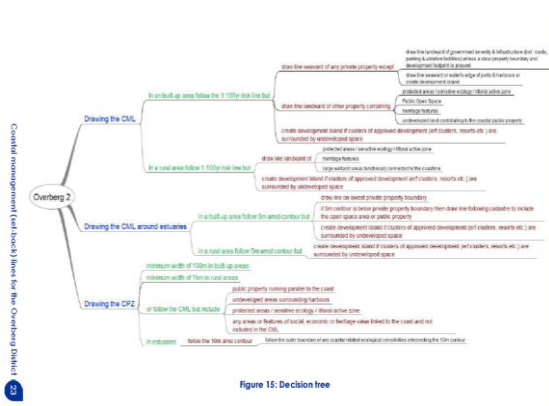 Overberg 2
Drawing the CML
In an built-up area follow the 1:100yr risk line but
draw line seaward of any private property except
draw line landward of government amenity & infrastructure (incl. roads,
parking & ablution facilities) unless a clear property boundary and
development footprint is present
draw line seaward of water's edge of ports & harbours or
create development island
draw line landward of other property containing
protected areas / sensitive ecology / littoral active zone
Public Open Space
heritage features
undeveloped land contributing to the coastal public property
create development island if clusters of approved development (erf clusters, resorts etc.) are
surrounded by undeveloped space
In a rural area follow 1:100yr risk line but
draw line landward of
protected areas / sensitive ecology / littoral active zone
heritage features
large wetland areas functionally connected to the coastline
create development island if clusters of approved development (erf clusters, resorts etc.) are
surrounded by undeveloped space
Drawing the CML around estuaries
in a built-up area follow 5m amsl contour but
draw line on lowest private property boundary
if 5m contour is below private property boundary then draw line following cadastre to include
the open space area or public property
create development island if clusters of approved development (erf clusters, resorts etc.) are
surrounded by undeveloped space
in a rural area follow 5m amsl contour but
create development island if clusters of approved development (erf clusters, resorts etc.) are
surrounded by undeveloped space
Drawing the CPZ
minimum width of 100m in built-up areas
minimum width of 1km in rural areas
or follow the CML but include
public property running parallel to the coast
undeveloped areas surrounding harbours
protected areas / sensitive ecology / littoral active zone
any areas or features of social, economic or heritage value linked to the coast and not
included in the CML
in estuaries
follow the 10m amsl contour
follow the outer boundary of any coastal related ecological sensitivities intersecting the 10m contour
Figure 15: Decision tree
Coastal management (set-back) lines for the Overberg District
23